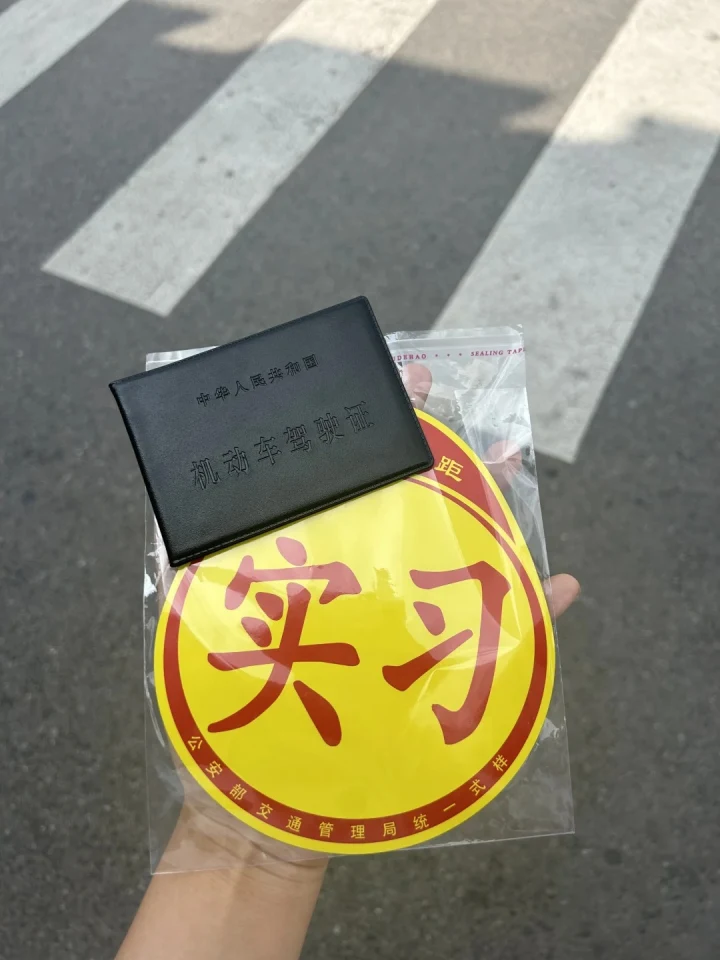 中华人民共和国
机动车驾驶证
SEALING TAPE
距
实习
公安部交通管理局统一式样